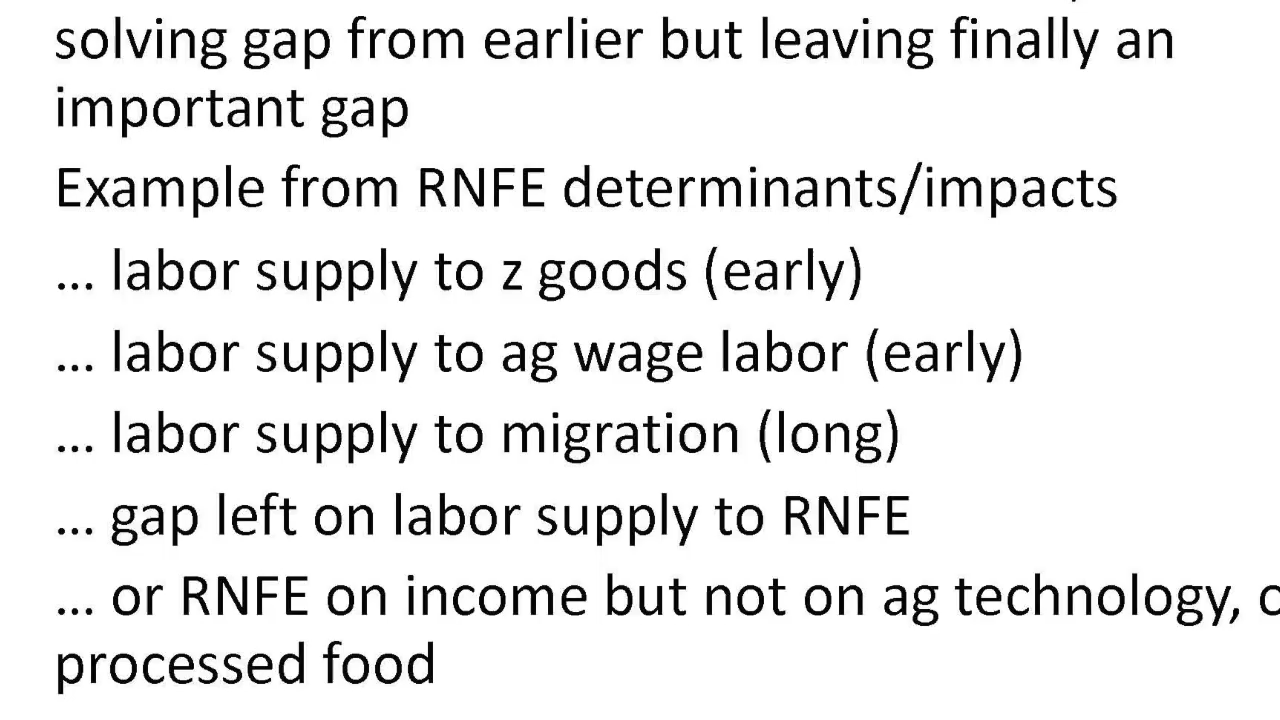 solving gap from earlier but leaving finally an
important gap
Example from RNFE determinants/impacts
... labor supply to z goods (early)
... labor supply to ag wage labor (early)
... labor supply to migration (long)
... gap left on labor supply to RNFE
... or RNFE on income but not on ag technology,
processed food